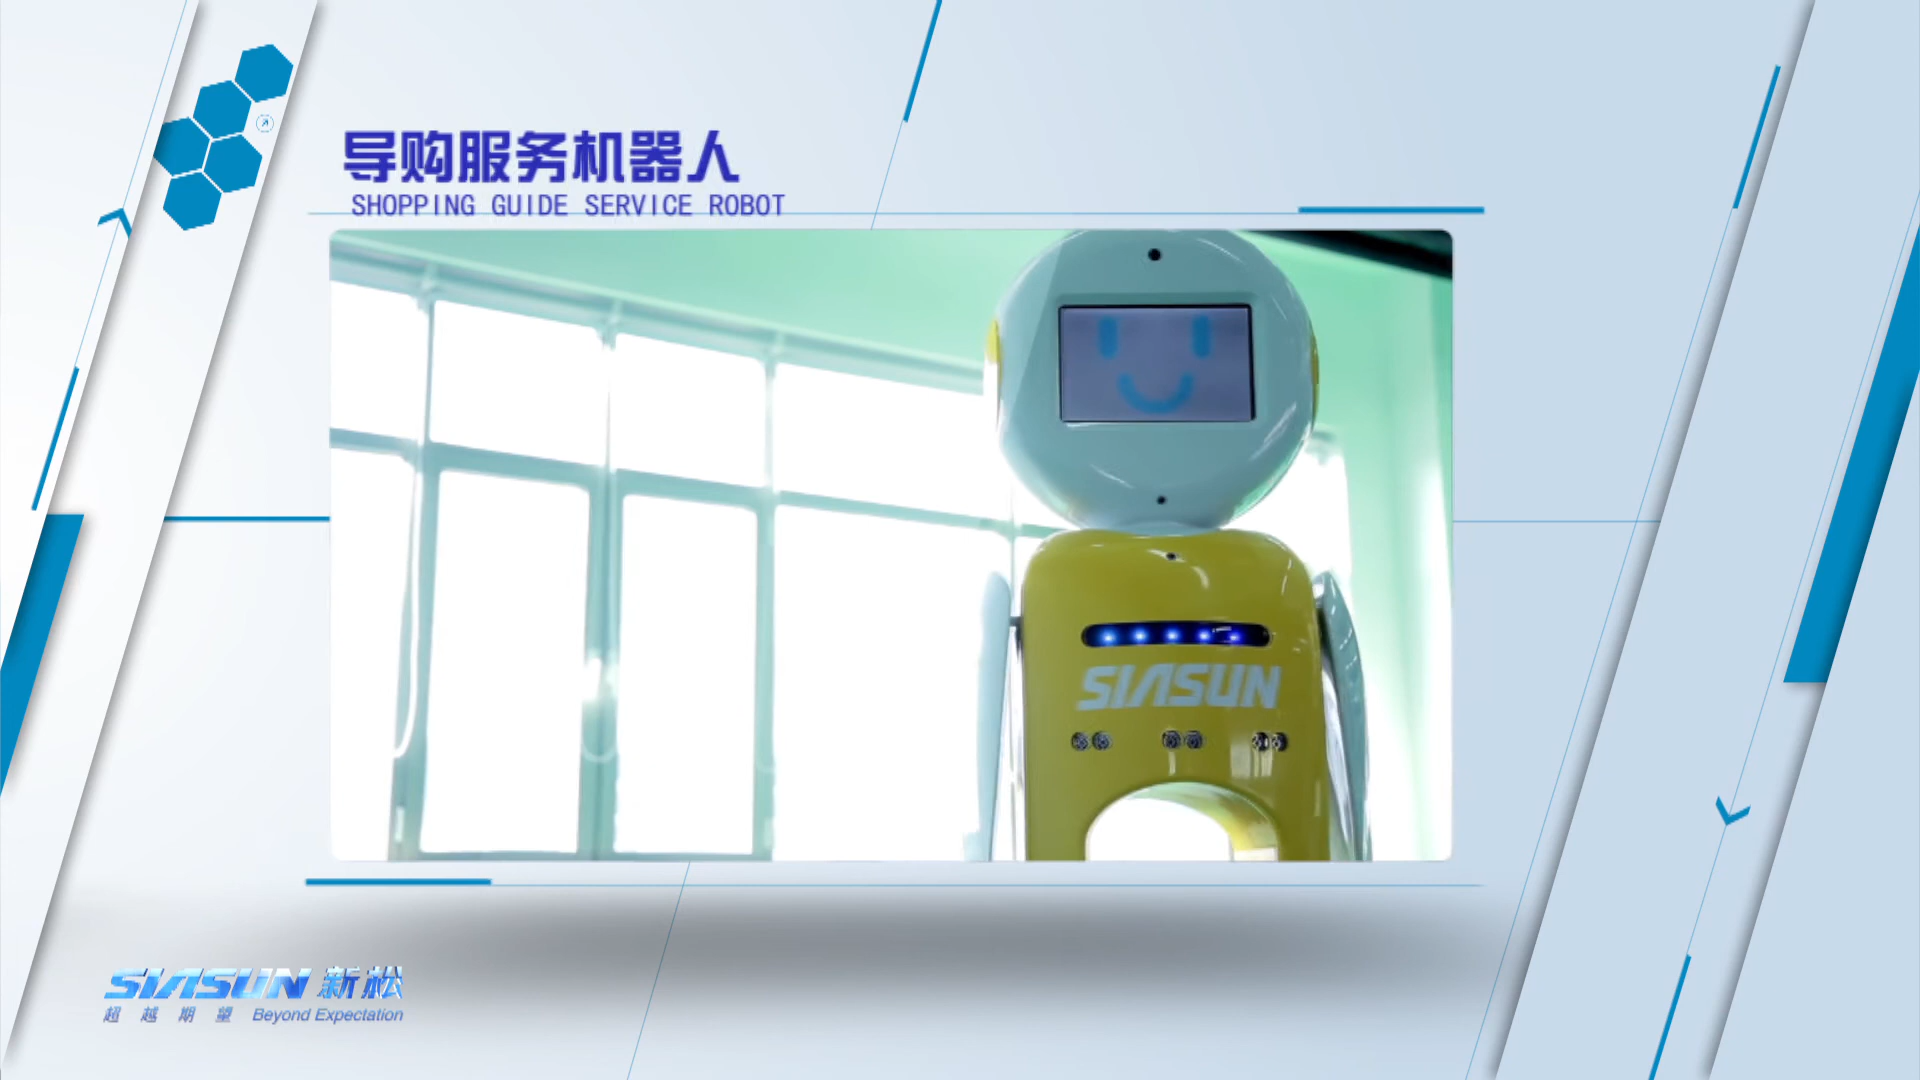 导购服务机器人
SHOPPING GUIDE SERVICE ROBOT
SIASUN
SIASUN 新松
超越期望 Beyond Expectation